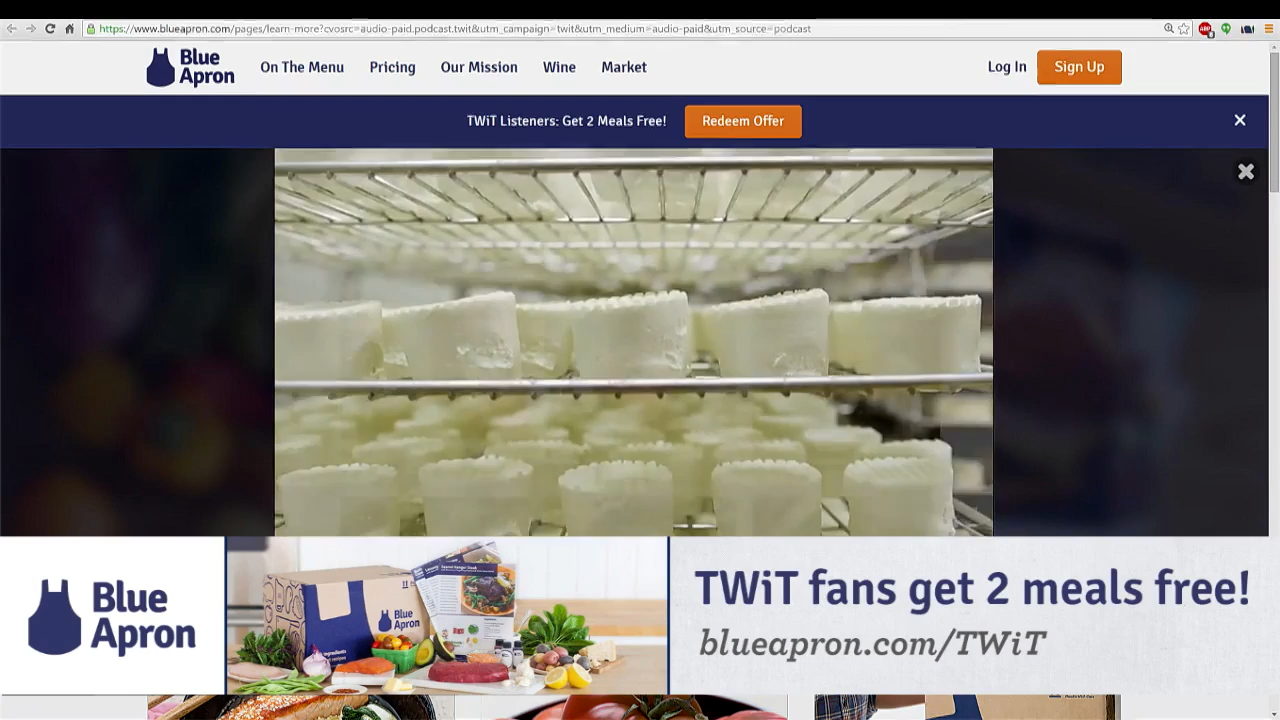 https://www.blueapron.com/pages/learn-more?cvosrc=audio-paid.podcast.twit&utm_campaign=twit&utm_medium=audio-paid&utm_source=podcast
Blue
Apron
On The Menu
Pricing
Our Mission
Wine
Market
Log In
Sign Up
TWiT Listeners: Get 2 Meals Free!
Redeem Offer
Blue
Apron
Blue
Apron
TWiT fans get 2 meals free!
blueapron.com/TWiT